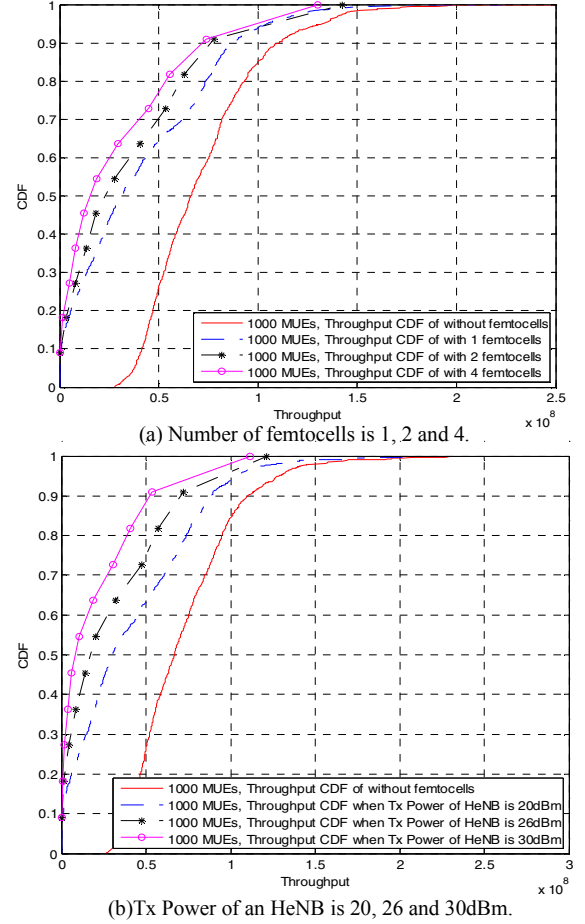 1
0.9
0.8
0.7
0.6
0.5
0.4
0.3
0.2
0.1
0
CDF
1000 MUEs, Throughput CDF of without femtocells
1000 MUEs, Throughput CDF of with 1 femtocells
1000 MUEs, Throughput CDF of with 2 femtocells
1000 MUEs, Throughput CDF of with 4 femtocells
0 0.5 1 1.5 2 2.5
x 10^8
Throughput
(a) Number of femtocells is 1, 2 and 4.
1
0.9
0.8
0.7
0.6
0.5
0.4
0.3
0.2
0.1
0
CDF
1000 MUEs, Throughput CDF of without femtocells
1000 MUEs, Throughput CDF when Tx Power of HeNB is 20dBm
1000 MUEs, Throughput CDF when Tx Power of HeNB is 26dBm
1000 MUEs, Throughput CDF when Tx Power of HeNB is 30dBm
0 0.5 1 1.5 2 2.5 3
x 10^8
Throughput
(b)Tx Power of an HeNB is 20, 26 and 30dBm.